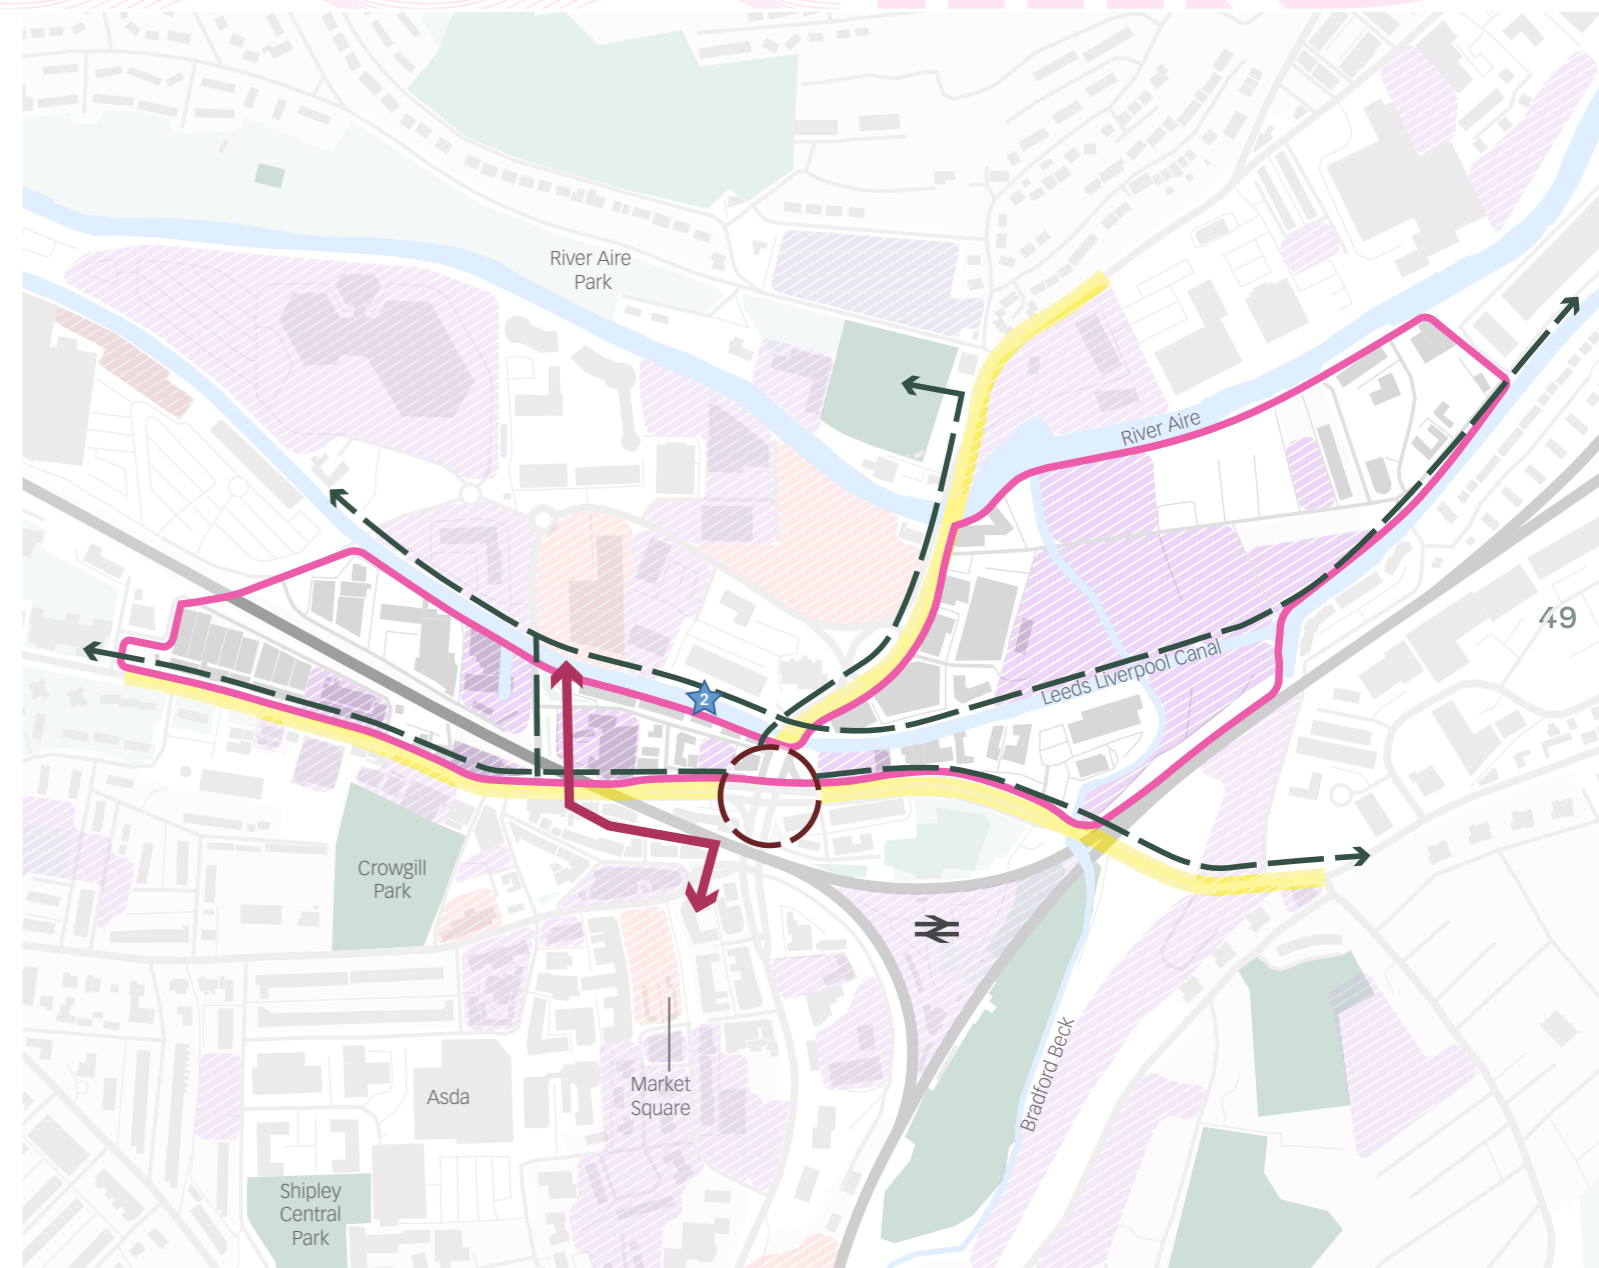 River Aire
Park
River Aire
49
Leeds Liverpool Canal
2
Crowgill
Park
Bradford Beck
Market
Square
Asda
Shipley
Central
Park